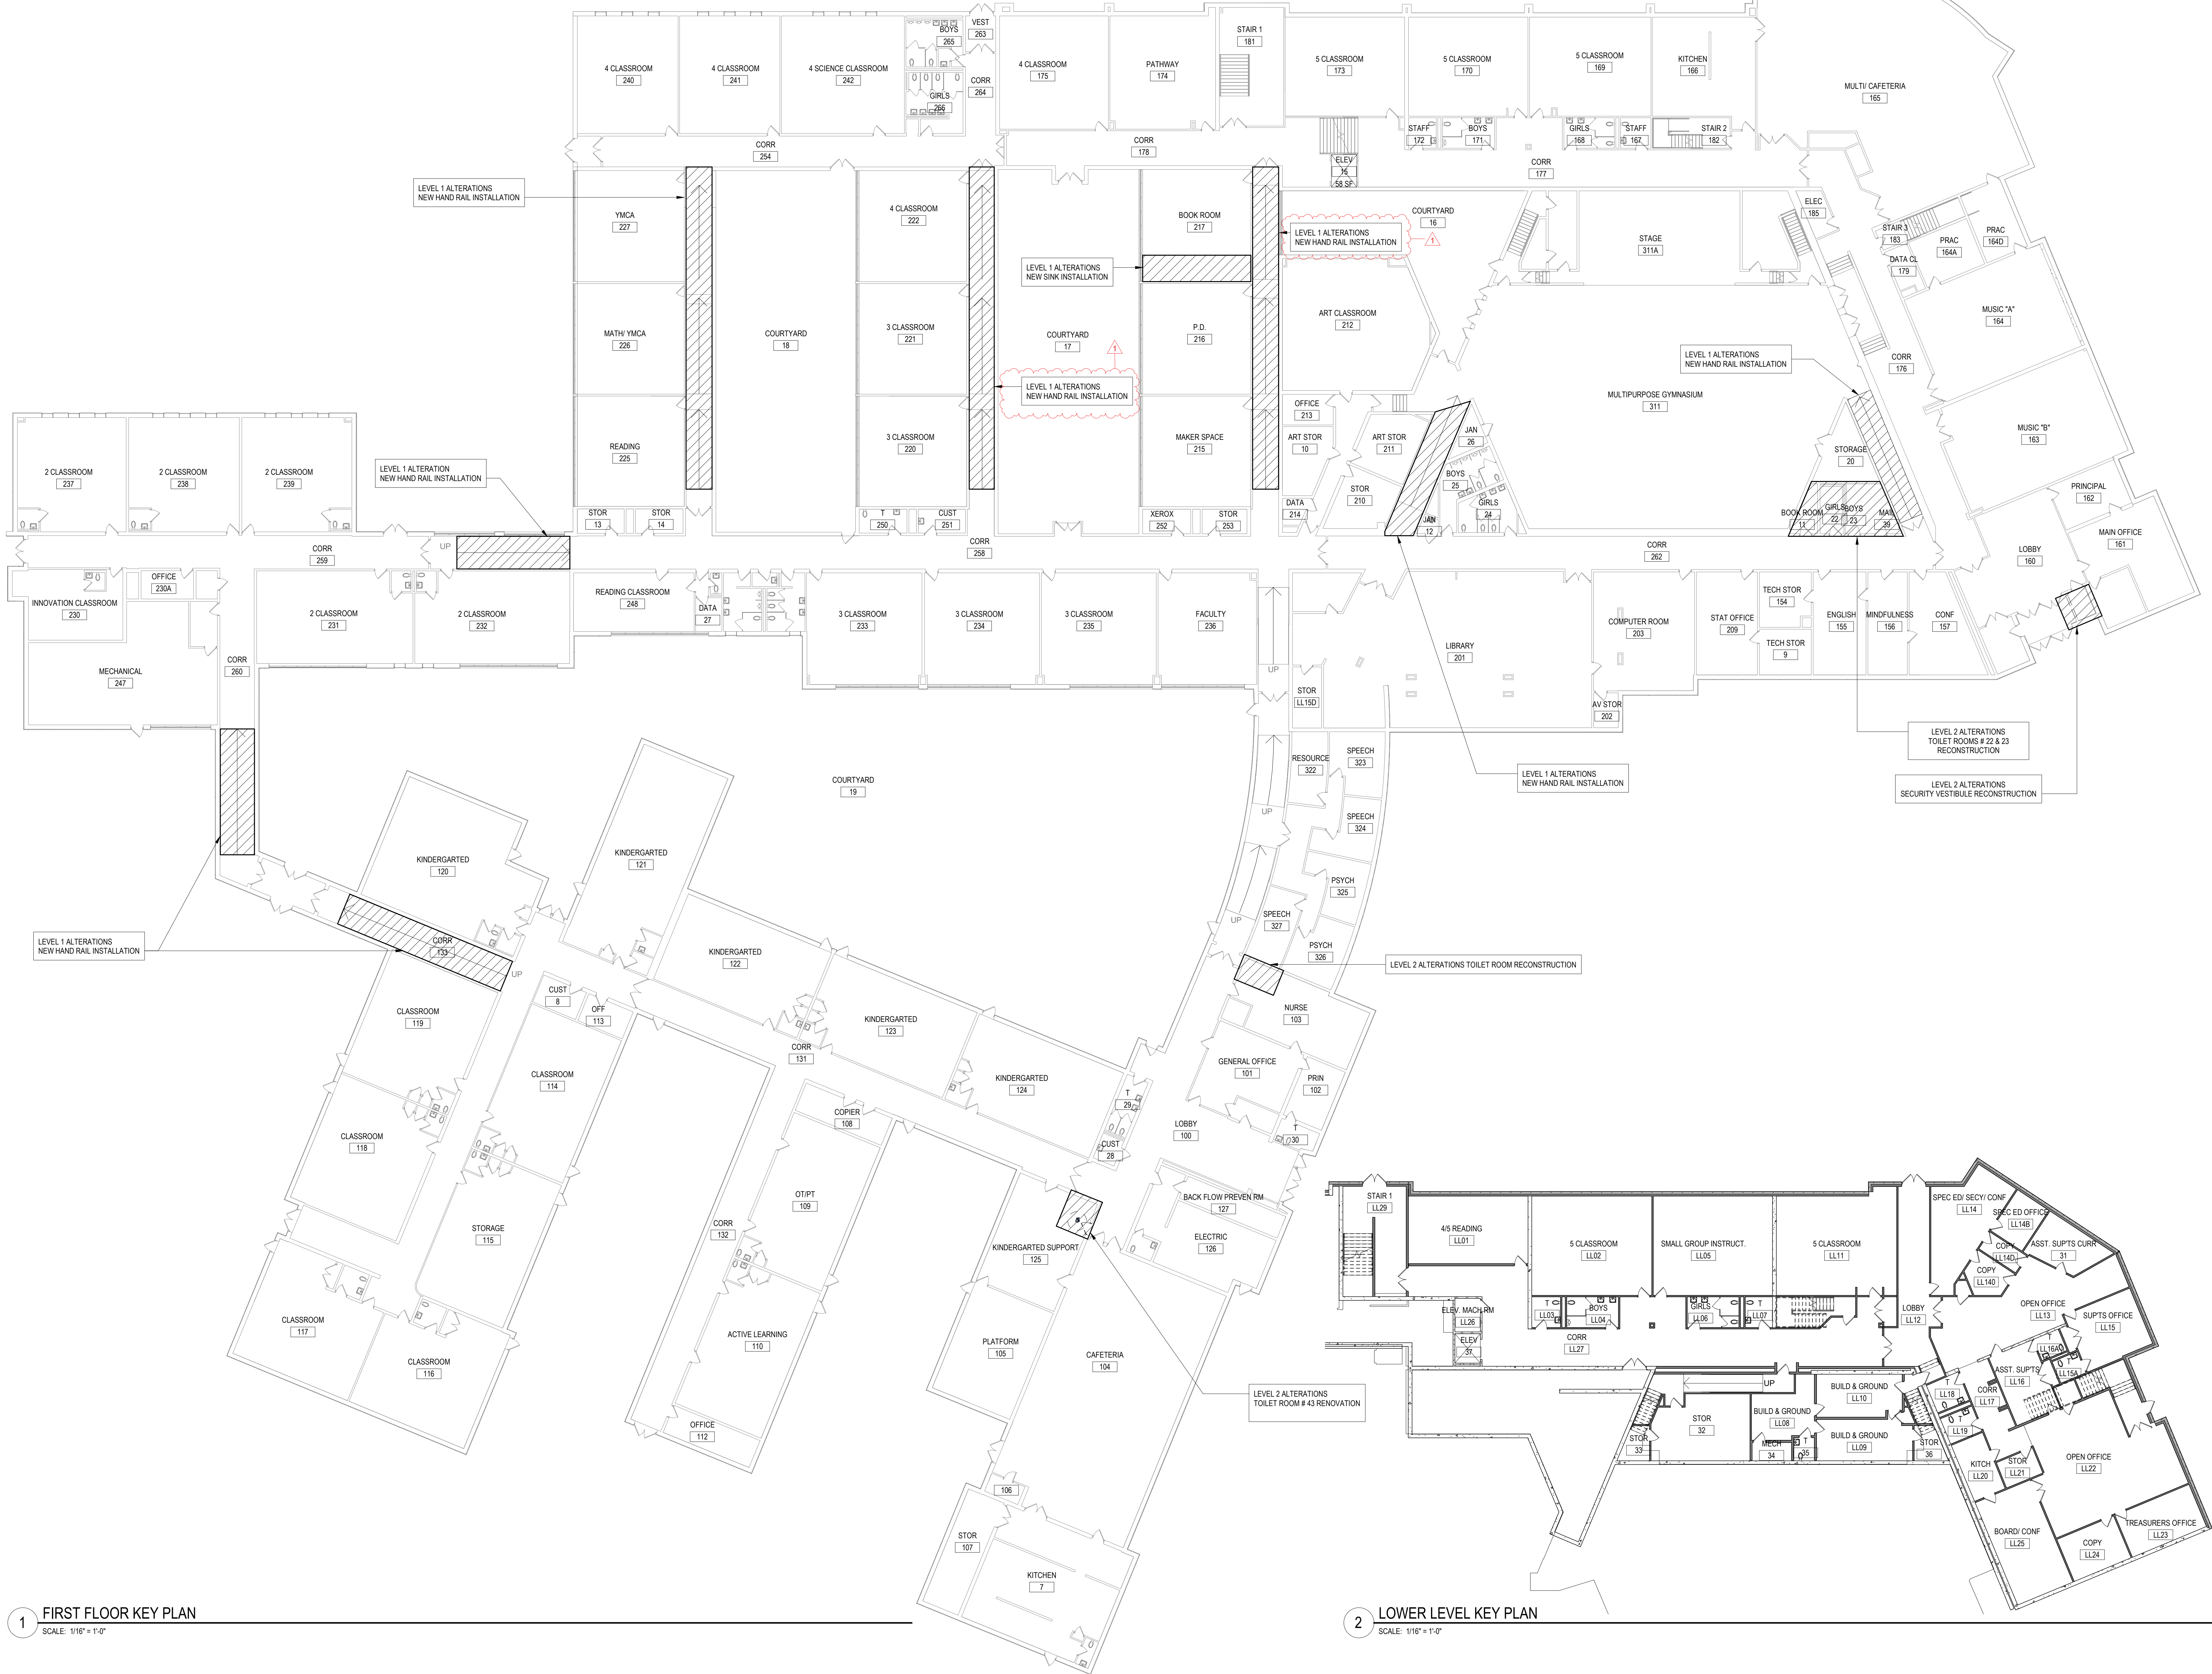 BOYS
265
VEST
263
STAIR 1
181
4 CLASSROOM
240
4 CLASSROOM
241
4 SCIENCE CLASSROOM
242
GIRLS
266
CORR
264
4 CLASSROOM
175
PATHWAY
174
5 CLASSROOM
173
5 CLASSROOM
170
5 CLASSROOM
169
KITCHEN
166
MULTI/ CAFETERIA
165
CORR
254
CORR
178
STAFF
172
BOYS
171
GIRLS
168
STAFF
167
STAIR 2
182
ELEV
15
58 SF
CORR
177
LEVEL 1 ALTERATIONS
NEW HAND RAIL INSTALLATION
YMCA
227
4 CLASSROOM
222
BOOK ROOM
217
LEVEL 1 ALTERATIONS
NEW HAND RAIL INSTALLATION
COURTYARD
16
1
STAGE
311A
ELEC
185
STAIR 3
183
DATA CL
179
PRAC
164A
PRAC
164D
LEVEL 1 ALTERATIONS
NEW SINK INSTALLATION
MATH/ YMCA
226
COURTYARD
18
3 CLASSROOM
221
COURTYARD
17
1
P.D.
216
ART CLASSROOM
212
MUSIC "A"
164
LEVEL 1 ALTERATIONS
NEW HAND RAIL INSTALLATION
LEVEL 1 ALTERATIONS
NEW HAND RAIL INSTALLATION
CORR
176
MULTIPURPOSE GYMNASIUM
311
OFFICE
213
READING
225
3 CLASSROOM
220
MAKER SPACE
215
ART STOR
10
ART STOR
211
JAN
26
MUSIC "B"
163
STORAGE
20
2 CLASSROOM
237
2 CLASSROOM
238
2 CLASSROOM
239
LEVEL 1 ALTERATION
NEW HAND RAIL INSTALLATION
BOYS
25
STOR
210
GIRLS
24
PRINCIPAL
162
STOR
13
STOR
14
T
250
CUST
251
XEROX
252
STOR
253
DATA
214
JAN
12
BOOK ROOM
11
GIRLS
22
BOYS
23
MAIL
39
MAIN OFFICE
161
CORR
259
UP
CORR
258
CORR
262
LOBBY
160
OFFICE
230A
INNOVATION CLASSROOM
230
2 CLASSROOM
231
2 CLASSROOM
232
READING CLASSROOM
248
DATA
27
3 CLASSROOM
233
3 CLASSROOM
234
3 CLASSROOM
235
FACULTY
236
COMPUTER ROOM
203
STAT OFFICE
209
TECH STOR
154
TECH STOR
9
ENGLISH
155
MINDFULNESS
156
CONF
157
LIBRARY
201
MECHANICAL
247
CORR
260
UP
STOR
LL15D
AV STOR
202
LEVEL 2 ALTERATIONS
TOILET ROOMS # 22 & 23
RECONSTRUCTION
RESOURCE
322
SPEECH
323
COURTYARD
19
LEVEL 1 ALTERATIONS
NEW HAND RAIL INSTALLATION
LEVEL 2 ALTERATIONS
SECURITY VESTIBULE RECONSTRUCTION
UP
SPEECH
324
KINDERGARTED
120
KINDERGARTED
121
PSYCH
325
SPEECH
327
UP
PSYCH
326
LEVEL 1 ALTERATIONS
NEW HAND RAIL INSTALLATION
CORR
133
UP
KINDERGARTED
122
LEVEL 2 ALTERATIONS TOILET ROOM RECONSTRUCTION
CUST
8
OFF
113
CLASSROOM
119
NURSE
103
KINDERGARTED
123
CORR
131
CLASSROOM
114
GENERAL OFFICE
101
PRIN
102
KINDERGARTED
124
T
29
COPIER
108
LOBBY
100
T
30
CLASSROOM
118
CUST
28
OT/PT
109
BACK FLOW PREVEN RM
127
STORAGE
115
CORR
132
ELECTRIC
126
KINDERGARTED SUPPORT
125
CLASSROOM
117
ACTIVE LEARNING
110
PLATFORM
105
CAFETERIA
104
CLASSROOM
116
LEVEL 2 ALTERATIONS
TOILET ROOM # 43 RENOVATION
OFFICE
112
106
STOR
107
KITCHEN
7
STAIR 1
LL29
4/5 READING
LL01
5 CLASSROOM
LL02
SMALL GROUP INSTRUCT.
LL05
5 CLASSROOM
LL11
SPEC ED/ SECY/ CONF
LL14
SPEC ED OFFICE
LL14B
ASST. SUP'TS CURR
31
COPY
LL14D
COPY
LL140
ELEV. MACH RM
LL26
T
LL03
BOYS
LL04
GIRLS
LL06
T
LL07
LOBBY
LL12
OPEN OFFICE
LL13
SUP'TS OFFICE
LL15
ELEV
37
CORR
LL27
T
LL16A
T
LL15A
ASST. SUP'TS
LL16
UP
BUILD & GROUND
LL10
T
LL18
CORR
LL17
STOR
32
BUILD & GROUND
LL08
STOR
33
MECH
34
T
35
BUILD & GROUND
LL09
STOR
36
T
LL19
KITCH
LL20
STOR
LL21
OPEN OFFICE
LL22
BOARD/ CONF
LL25
COPY
LL24
TREASURERS OFFICE
LL23
1
FIRST FLOOR KEY PLAN
SCALE: 1/16" = 1'-0"
2
LOWER LEVEL KEY PLAN
SCALE: 1/16" = 1'-0"